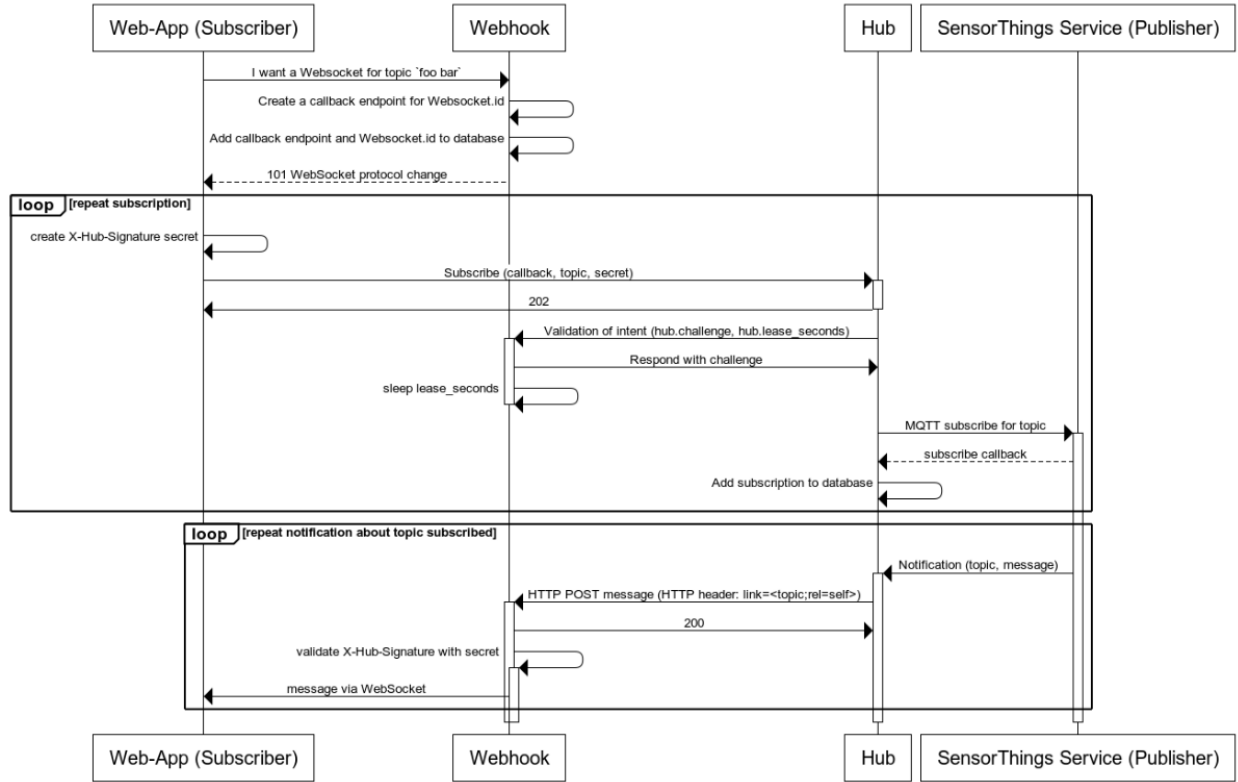 Web-App (Subscriber)
Webhook
Hub
SensorThings Service (Publisher)
I want a Websocket for topic `foo bar`
Create a callback endpoint for Websocket.id
Add callback endpoint and Websocket.id to database
101 WebSocket protocol change
loop
[repeat subscription]
create X-Hub-Signature secret
Subscribe (callback, topic, secret)
202
Validation of intent (hub.challenge, hub.lease_seconds)
Respond with challenge
sleep lease_seconds
MQTT subscribe for topic
subscribe callback
Add subscription to database
loop
[repeat notification about topic subscribed]
Notification (topic, message)
HTTP POST message (HTTP header: link=<topic;rel=self>)
200
validate X-Hub-Signature with secret
message via WebSocket
Web-App (Subscriber)
Webhook
Hub
SensorThings Service (Publisher)